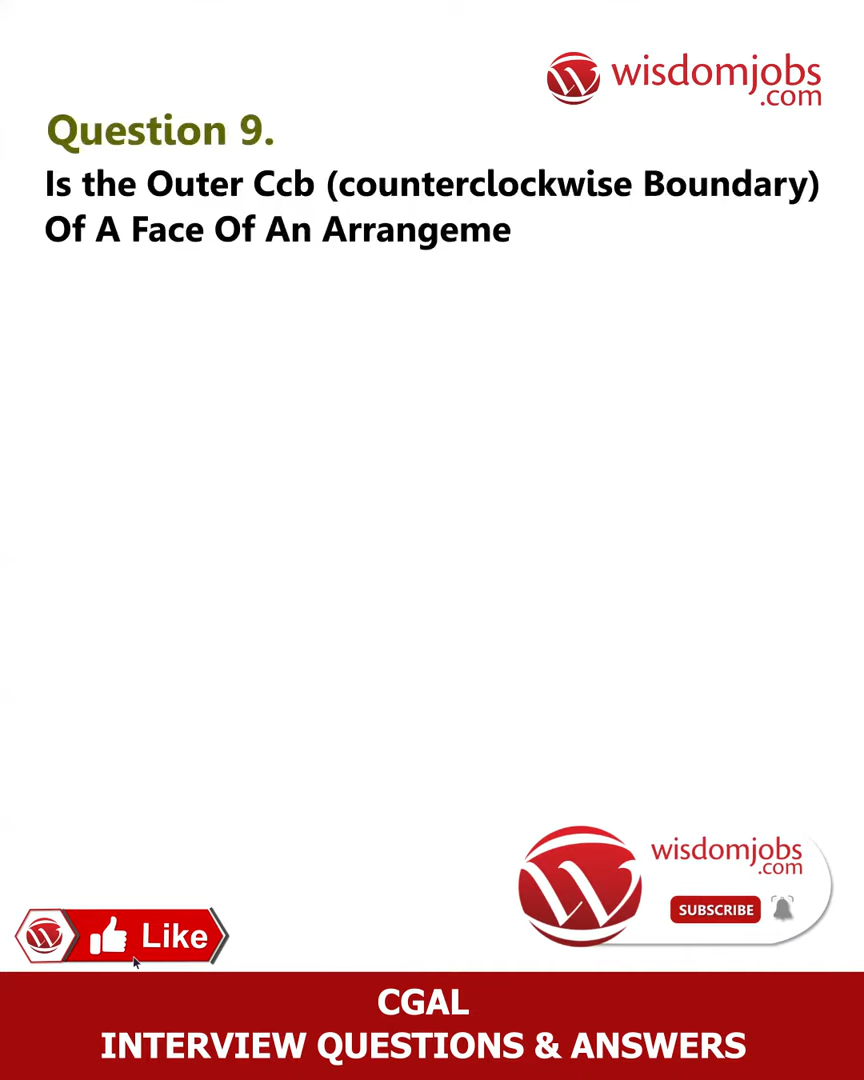 wisdomjobs
.com
Question 9.
Is the Outer Ccb (counterclockwise Boundary)
Of A Face Of An Arrangeme
wisdomjobs
.com
SUBSCRIBE
Like
CGAL
INTERVIEW QUESTIONS & ANSWERS